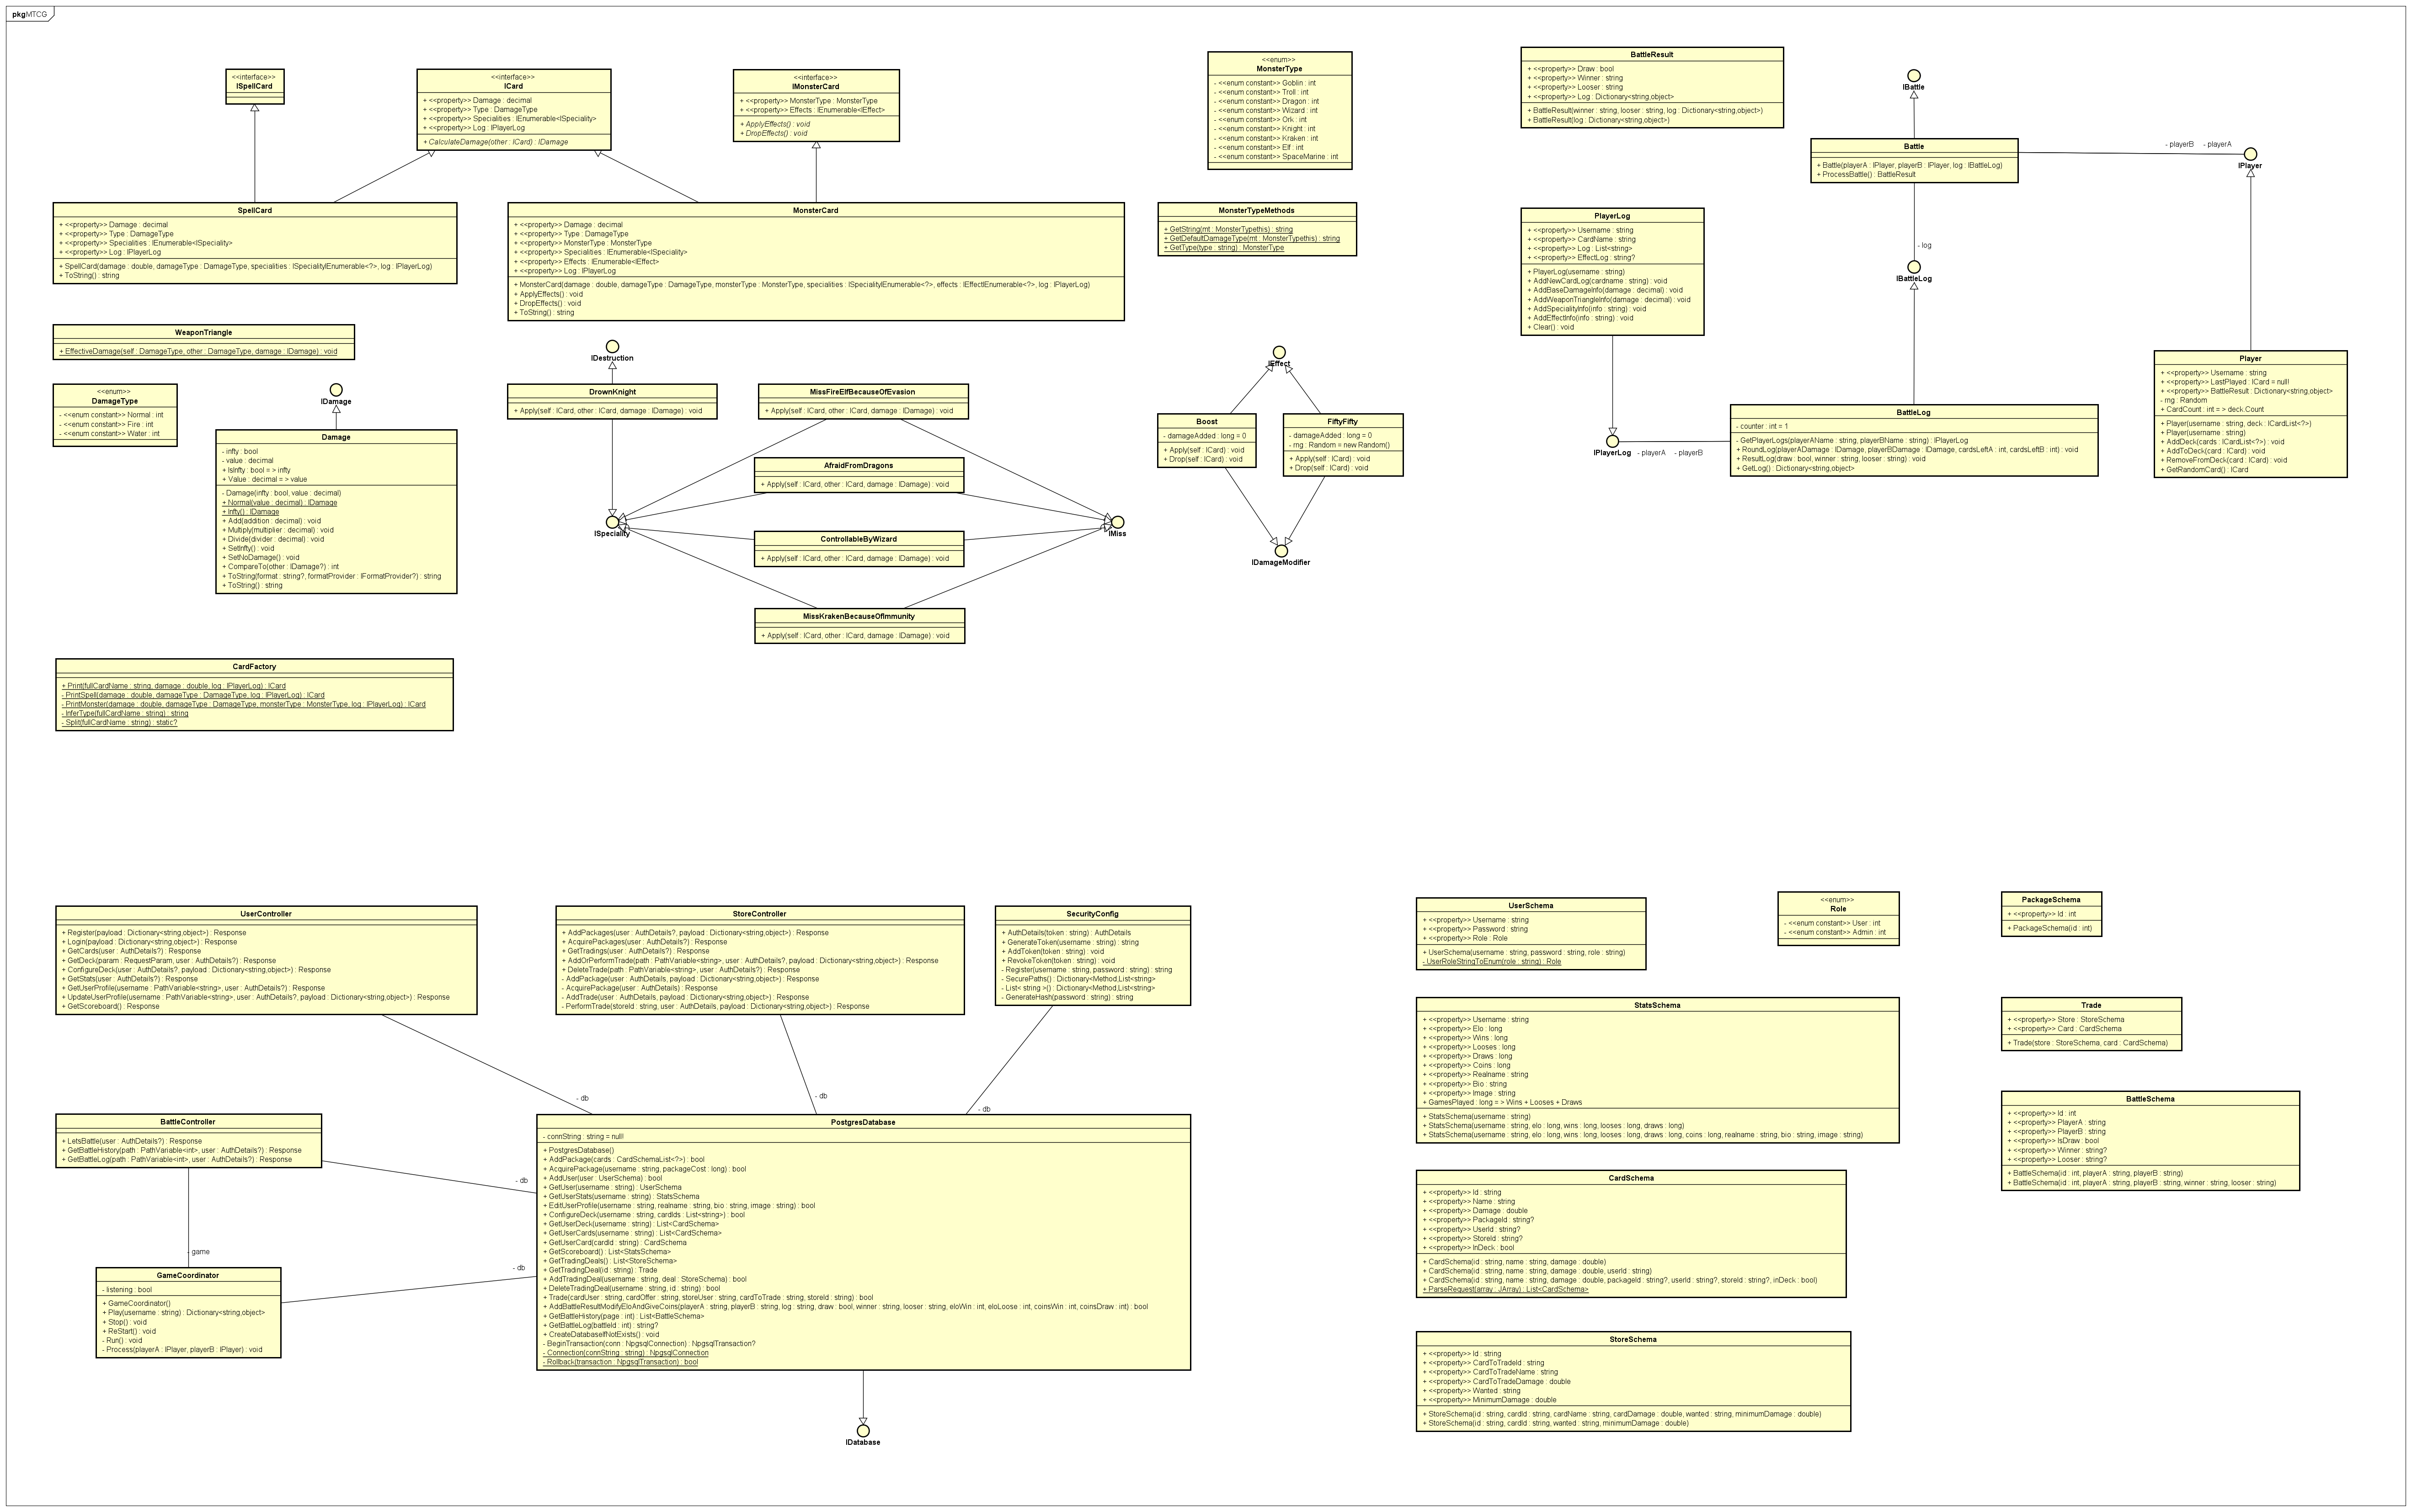 pkg MTCG
<<interface>>
ISpellCard
<<interface>>
ICard
+ <<property>> Damage : decimal
+ <<property>> Type : DamageType
+ <<property>> Specialities : IEnumerable<ISpeciality>
+ <<property>> Log : IPlayerLog
+ CalculateDamage(other : ICard) : IDamage
<<interface>>
IMonsterCard
+ <<property>> MonsterType : MonsterType
+ <<property>> Effects : IEnumerable<IEffect>
+ ApplyEffects() : void
+ DropEffects() : void
<<enum>>
MonsterType
- <<enum constant>> Goblin : int
- <<enum constant>> Troll : int
- <<enum constant>> Dragon : int
- <<enum constant>> Wizard : int
- <<enum constant>> Ork : int
- <<enum constant>> Knight : int
- <<enum constant>> Kraken : int
- <<enum constant>> Elf : int
- <<enum constant>> SpaceMarine : int
BattleResult
+ <<property>> Draw : bool
+ <<property>> Winner : string
+ <<property>> Looser : string
+ <<property>> Log : Dictionary<string,object>
+ BattleResult(winner : string, looser : string, log : Dictionary<string,object>)
+ BattleResult(log : Dictionary<string,object>)
IBattle
Battle
+ Battle(playerA : IPlayer, playerB : IPlayer, log : IBattleLog)
+ ProcessBattle() : BattleResult
- playerB - playerA
IPlayer
SpellCard
+ <<property>> Damage : decimal
+ <<property>> Type : DamageType
+ <<property>> Specialities : IEnumerable<ISpeciality>
+ <<property>> Log : IPlayerLog
+ SpellCard(damage : double, damageType : DamageType, specialities : ISpecialityIEnumerable<?>, log : IPlayerLog)
+ ToString() : string
MonsterCard
+ <<property>> Damage : decimal
+ <<property>> Type : DamageType
+ <<property>> MonsterType : MonsterType
+ <<property>> Specialities : IEnumerable<ISpeciality>
+ <<property>> Effects : IEnumerable<IEffect>
+ <<property>> Log : IPlayerLog
+ MonsterCard(damage : double, damageType : DamageType, monsterType : MonsterType, specialities : ISpecialityIEnumerable<?>, effects : IEffectIEnumerable<?>, log : IPlayerLog)
+ ApplyEffects() : void
+ DropEffects() : void
+ ToString() : string
MonsterTypeMethods
+ GetString(mt : MonsterTypethis) : string
+ GetDefaultDamageType(mt : MonsterTypethis) : string
+ GetType(type : string) : MonsterType
PlayerLog
+ <<property>> Username : string
+ <<property>> CardName : string
+ <<property>> Log : List<string>
+ <<property>> EffectLog : string?
+ PlayerLog(username : string)
+ AddNewCardLog(cardname : string) : void
+ AddBaseDamageInfo(damage : decimal) : void
+ AddWeaponTriangleInfo(damage : decimal) : void
+ AddSpecialityInfo(info : string) : void
+ AddEffectInfo(info : string) : void
+ Clear() : void
- log
IBattleLog
WeaponTriangle
+ EffectiveDamage(self : DamageType, other : DamageType, damage : IDamage) : void
<<enum>>
DamageType
- <<enum constant>> Normal : int
- <<enum constant>> Fire : int
- <<enum constant>> Water : int
IDamage
Damage
- infty : bool
- value : decimal
+ IsInfty : bool = > infty
+ Value : decimal = > value
- Damage(infty : bool, value : decimal)
+ Normal(value : decimal) : IDamage
+ Infty() : IDamage
+ Add(addition : decimal) : void
+ Multiply(multiplier : decimal) : void
+ Divide(divider : decimal) : void
+ SetInfty() : void
+ SetNoDamage() : void
+ CompareTo(other : IDamage?) : int
+ ToString(format : string?, formatProvider : IFormatProvider?) : string
+ ToString() : string
IDestruction
DrownKnight
+ Apply(self : ICard, other : ICard, damage : IDamage) : void
MissFireElfBecauseOfEvasion
+ Apply(self : ICard, other : ICard, damage : IDamage) : void
AfraidFromDragons
+ Apply(self : ICard, other : ICard, damage : IDamage) : void
ISpeciality
ControllableByWizard
+ Apply(self : ICard, other : ICard, damage : IDamage) : void
IMiss
MissKrakenBecauseOfImmunity
+ Apply(self : ICard, other : ICard, damage : IDamage) : void
IEffect
Boost
- damageAdded : long = 0
+ Apply(self : ICard) : void
+ Drop(self : ICard) : void
FiftyFifty
- damageAdded : long = 0
- rng : Random = new Random()
+ Apply(self : ICard) : void
+ Drop(self : ICard) : void
IDamageModifier
IPlayerLog
- playerA - playerB
BattleLog
- counter : int = 1
- GetPlayerLogs(playerAName : string, playerBName : string) : IPlayerLog
+ RoundLog(playerADamage : IDamage, playerBDamage : IDamage, cardsLeftA : int, cardsLeftB : int) : void
+ ResultLog(draw : bool, winner : string, looser : string) : void
+ GetLog() : Dictionary<string,object>
Player
+ <<property>> Username : string
+ <<property>> LastPlayed : ICard = null!
+ <<property>> BattleResult : Dictionary<string,object>
- rng : Random
+ CardCount : int = > deck.Count
+ Player(username : string, deck : ICardList<?>)
+ Player(username : string)
+ AddDeck(cards : ICardList<?>) : void
+ AddToDeck(card : ICard) : void
+ RemoveFromDeck(card : ICard) : void
+ GetRandomCard() : ICard
CardFactory
+ Print(fullCardName : string, damage : double, log : IPlayerLog) : ICard
- PrintSpell(damage : double, damageType : DamageType, log : IPlayerLog) : ICard
- PrintMonster(damage : double, damageType : DamageType, monsterType : MonsterType, log : IPlayerLog) : ICard
- InferType(fullCardName : string) : string
- Split(fullCardName : string) : static?
UserController
+ Register(payload : Dictionary<string,object>) : Response
+ Login(payload : Dictionary<string,object>) : Response
+ GetCards(user : AuthDetails?) : Response
+ GetDeck(param : RequestParam, user : AuthDetails?) : Response
+ ConfigureDeck(user : AuthDetails?, payload : Dictionary<string,object>) : Response
+ GetStats(user : AuthDetails?) : Response
+ GetUserProfile(username : PathVariable<string>, user : AuthDetails?) : Response
+ UpdateUserProfile(username : PathVariable<string>, user : AuthDetails?, payload : Dictionary<string,object>) : Response
+ GetScoreboard() : Response
StoreController
+ AddPackages(user : AuthDetails?, payload : Dictionary<string,object>) : Response
+ AcquirePackages(user : AuthDetails?) : Response
+ GetTradings(user : AuthDetails?) : Response
+ AddOrPerformTrade(path : PathVariable<string>, user : AuthDetails?, payload : Dictionary<string,object>) : Response
+ DeleteTrade(path : PathVariable<string>, user : AuthDetails?) : Response
- AddPackage(user : AuthDetails, payload : Dictionary<string,object>) : Response
- AcquirePackage(user : AuthDetails) : Response
- AddTrade(user : AuthDetails, payload : Dictionary<string,object>) : Response
- PerformTrade(storeId : string, user : AuthDetails, payload : Dictionary<string,object>) : Response
SecurityConfig
+ AuthDetails(token : string) : AuthDetails
+ GenerateToken(username : string) : string
+ AddToken(token : string) : void
+ RevokeToken(token : string) : void
- Register(username : string, password : string) : string
- SecurePaths() : Dictionary<Method,List<string>
- List< string >() : Dictionary<Method,List<string>
- GenerateHash(password : string) : string
- db
- db
- db
BattleController
+ LetsBattle(user : AuthDetails?) : Response
+ GetBattleHistory(path : PathVariable<int>, user : AuthDetails?) : Response
+ GetBattleLog(path : PathVariable<int>, user : AuthDetails?) : Response
- db
- game
- db
GameCoordinator
- listening : bool
+ GameCoordinator()
+ Play(username : string) : Dictionary<string,object>
+ Stop() : void
+ ReStart() : void
- Run() : void
- Process(playerA : IPlayer, playerB : IPlayer) : void
PostgresDatabase
- connString : string = null!
+ PostgresDatabase()
+ AddPackage(cards : CardSchemaList<?>) : bool
+ AcquirePackage(username : string, packageCost : long) : bool
+ AddUser(user : UserSchema) : bool
+ GetUser(username : string) : UserSchema
+ GetUserStats(username : string) : StatsSchema
+ EditUserProfile(username : string, realname : string, bio : string, image : string) : bool
+ ConfigureDeck(username : string, cardIds : List<string>) : bool
+ GetUserDeck(username : string) : List<CardSchema>
+ GetUserCards(username : string) : List<CardSchema>
+ GetUserCard(cardId : string) : CardSchema
+ GetScoreboard() : List<StatsSchema>
+ GetTradingDeals() : List<StoreSchema>
+ GetTradingDeal(id : string) : Trade
+ AddTradingDeal(username : string, deal : StoreSchema) : bool
+ DeleteTradingDeal(username : string, id : string) : bool
+ Trade(cardUser : string, cardOffer : string, storeUser : string, cardToTrade : string, storeId : string) : bool
+ AddBattleResultModifyEloAndGiveCoins(playerA : string, playerB : string, log : string, draw : bool, winner : string, looser : string, eloWin : int, eloLoose : int, coinsWin : int, coinsDraw : int) : bool
+ GetBattleHistory(page : int) : List<BattleSchema>
+ GetBattleLog(battleId : int) : string?
+ CreateDatabaseIfNotExists() : void
- BeginTransaction(conn : NpgsqlConnection) : NpgsqlTransaction?
- Connection(connString : string) : NpgsqlConnection
- Rollback(transaction : NpgsqlTransaction) : bool
IDatabase
UserSchema
+ <<property>> Username : string
+ <<property>> Password : string
+ <<property>> Role : Role
+ UserSchema(username : string, password : string, role : string)
- UserRoleStringToEnum(role : string) : Role
<<enum>>
Role
- <<enum constant>> User : int
- <<enum constant>> Admin : int
PackageSchema
+ <<property>> Id : int
+ PackageSchema(id : int)
StatsSchema
+ <<property>> Username : string
+ <<property>> Elo : long
+ <<property>> Wins : long
+ <<property>> Looses : long
+ <<property>> Draws : long
+ <<property>> Coins : long
+ <<property>> Realname : string
+ <<property>> Bio : string
+ <<property>> Image : string
+ GamesPlayed : long = > Wins + Looses + Draws
+ StatsSchema(username : string)
+ StatsSchema(username : string, elo : long, wins : long, looses : long, draws : long)
+ StatsSchema(username : string, elo : long, wins : long, looses : long, draws : long, coins : long, realname : string, bio : string, image : string)
Trade
+ <<property>> Store : StoreSchema
+ <<property>> Card : CardSchema
+ Trade(store : StoreSchema, card : CardSchema)
BattleSchema
+ <<property>> Id : int
+ <<property>> PlayerA : string
+ <<property>> PlayerB : string
+ <<property>> IsDraw : bool
+ <<property>> Winner : string?
+ <<property>> Looser : string?
+ BattleSchema(id : int, playerA : string, playerB : string)
+ BattleSchema(id : int, playerA : string, playerB : string, winner : string, looser : string)
CardSchema
+ <<property>> Id : string
+ <<property>> Name : string
+ <<property>> Damage : double
+ <<property>> PackageId : string?
+ <<property>> UserId : string?
+ <<property>> StoreId : string?
+ <<property>> InDeck : bool
+ CardSchema(id : string, name : string, damage : double)
+ CardSchema(id : string, name : string, damage : double, userId : string)
+ CardSchema(id : string, name : string, damage : double, packageId : string?, userId : string?, storeId : string?, inDeck : bool)
+ ParseRequest(array : JArray) : List<CardSchema>
StoreSchema
+ <<property>> Id : string
+ <<property>> CardToTradeId : string
+ <<property>> CardToTradeName : string
+ <<property>> CardToTradeDamage : double
+ <<property>> Wanted : string
+ <<property>> MinimumDamage : double
+ StoreSchema(id : string, cardId : string, cardName : string, cardDamage : double, wanted : string, minimumDamage : double)
+ StoreSchema(id : string, cardId : string, wanted : string, minimumDamage : double)